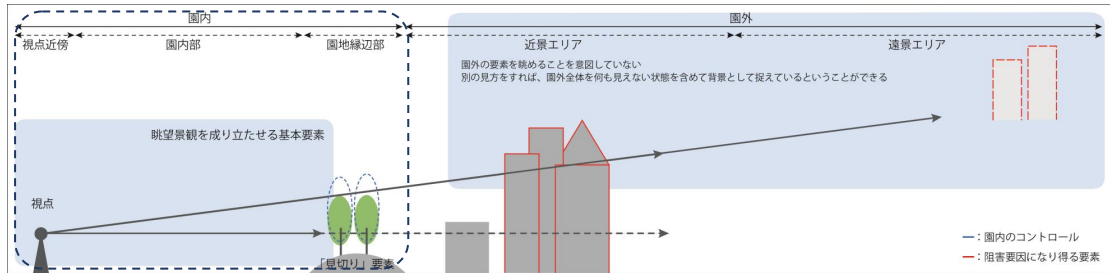 園内
園外
視点近傍
園内部
園地縁辺部
近景エリア
遠景エリア
園外の要素を眺めることを意図していない
別の見方をすれば、園外全体を何も見えない状態を含めて背景として捉えているということができる
眺望景観を成り立たせる基本要素
視点
「見切り」要素
：園内のコントロール
：阻害要因になり得る要素